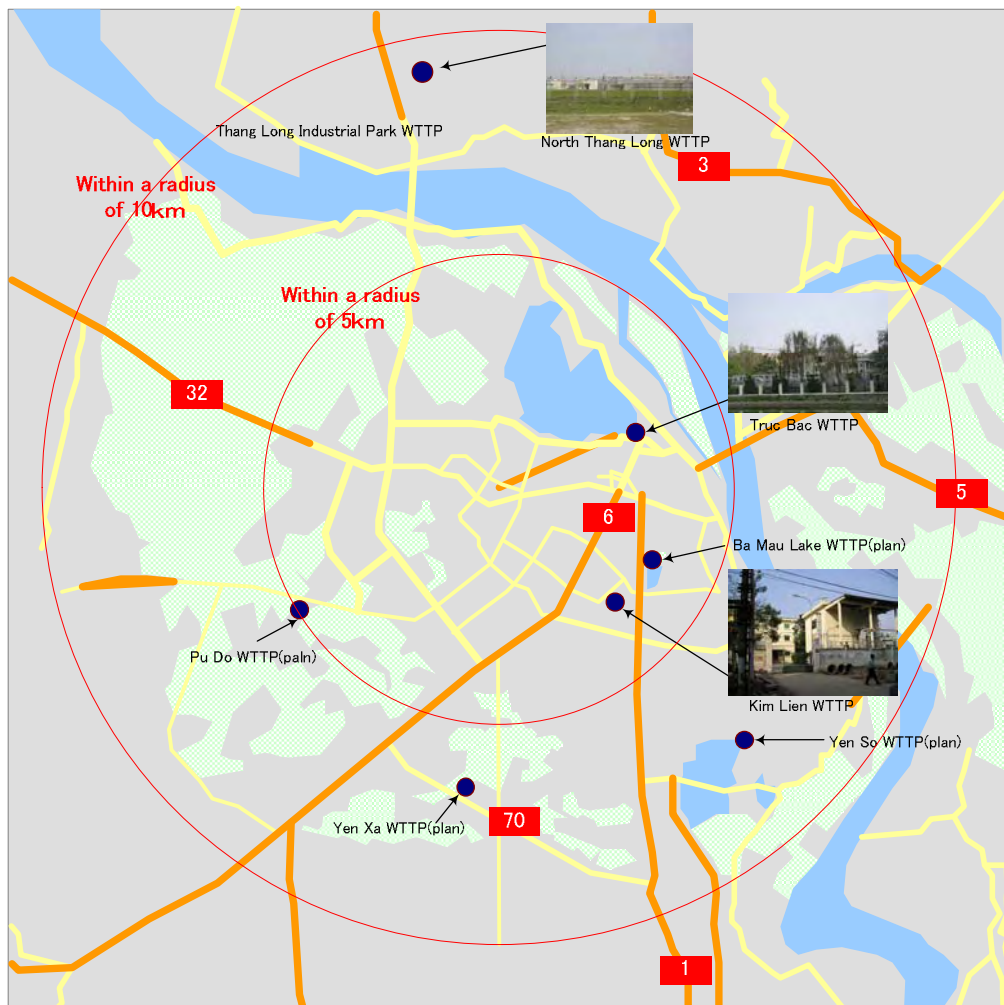 Thang Long Industrial Park WTTP
North Thang Long WTTP
3
Within a radius
of 10km
Within a radius
of 5km
32
Truc Bac WTTP
5
6
Ba Mau Lake WTTP(plan)
Pu Do WTTP(paln)
Kim Lien WTTP
Yen So WTTP(plan)
Yen Xa WTTP(plan)
70
1